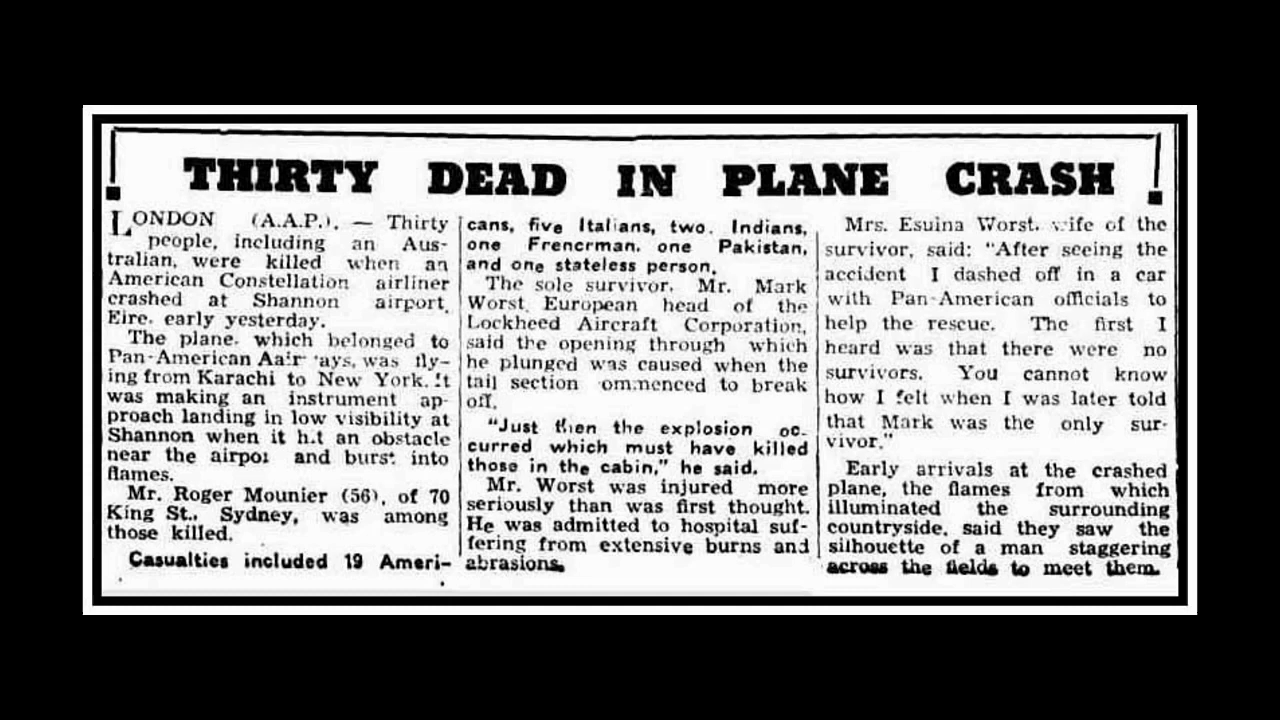 THIRTY DEAD IN PLANE CRASH
LONDON (A.A.P.). — Thirty
people, including an Aus-
tralian, were killed when an
American Constellation airliner
crashed at Shannon airport,
Eire, early yesterday.
The plane, which belonged to
Pan-American Aair ays, was fly-
ing from Karachi to New York. It
was making an instrument ap-
proach landing in low visibility at
Shannon when it hit an obstacle
near the airpor and burst into
flames.
Mr. Roger Mounier (56), of 70
King St., Sydney, was among
those killed.
Casualties included 19 Ameri-
cans, five Italians, two Indians,
one Frencrman, one Pakistan,
and one stateless person.
The sole survivor, Mr. Mark
Worst, European head of the
Lockheed Aircraft Corporation,
said the opening through which
he plunged was caused when the
tail section ommenced to break
off.
"Just then the explosion oc-
curred which must have killed
those in the cabin," he said.
Mr. Worst was injured more
seriously than was first thought.
He was admitted to hospital suf-
fering from extensive burns and
abrasions.
Mrs. Esuina Worst, wife of the
survivor, said: "After seeing the
accident I dashed off in a car
with Pan-American officials to
help the rescue. The first I
heard was that there were no
survivors. You cannot know
how I felt when I was later told
that Mark was the only sur-
vivor."
Early arrivals at the crashed
plane, the flames from which
illuminated the surrounding
countryside, said they saw the
silhouette of a man staggering
across the fields to meet them.